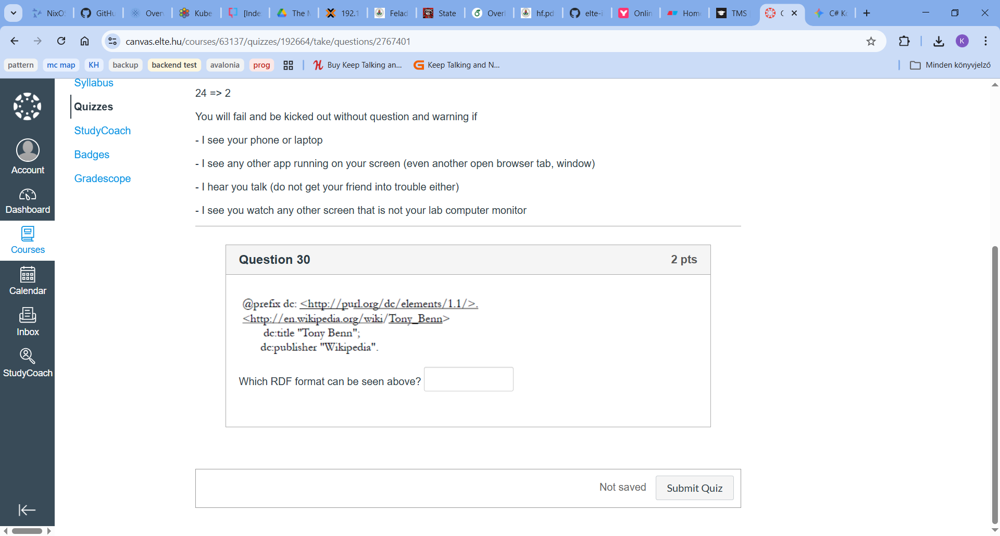 NixO
GitHu
Over
Kube
[Inde
The M
192.1
Felad
State
Overl
hf.pd
elte-i
Onlin
Home
TMS
C
C# Ko
canvas.elte.hu/courses/63137/quizzes/192664/take/questions/2767401
K
pattern
mc map
KH
backup
backend test
avalonia
prog
Buy Keep Talking an...
Keep Talking and N...
Minden könyvjelző
Account
Dashboard
Courses
Calendar
Inbox
StudyCoach
Syllabus
Quizzes
StudyCoach
Badges
Gradescope
24 => 2
You will fail and be kicked out without question and warning if
- I see your phone or laptop
- I see any other app running on your screen (even another open browser tab, window)
- I hear you talk (do not get your friend into trouble either)
- I see you watch any other screen that is not your lab computer monitor
Question 30
2 pts
@prefix dc: <http://purl.org/dc/elements/1.1/>.
<http://en.wikipedia.org/wiki/Tony_Benn>
dc:title "Tony Benn";
dc:publisher "Wikipedia".
Which RDF format can be seen above?
Not saved
Submit Quiz